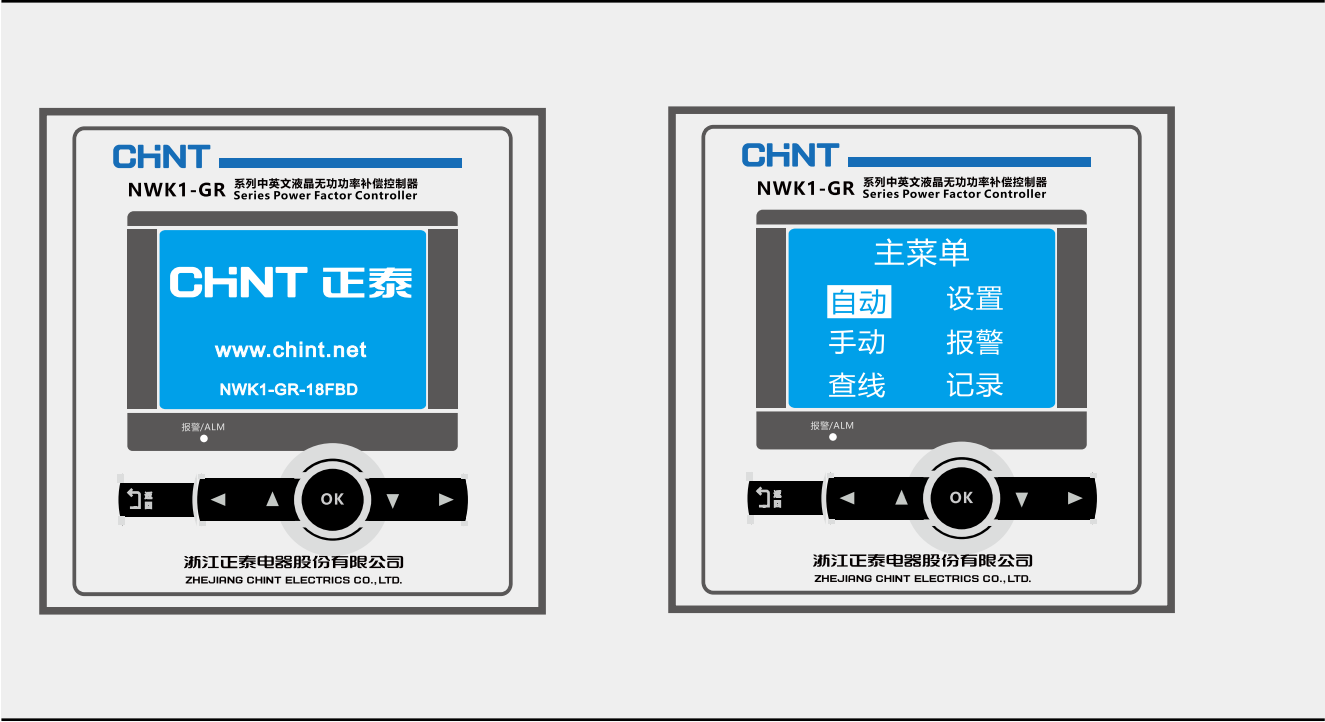 CHINT
NWK1-GR 系列中英文液晶无功功率补偿控制器
Series Power Factor Controller
CHINT 正泰
www.chint.net
NWK1-GR-18FBD
报警/ALM
返回
OK
浙江正泰电器股份有限公司
ZHEJIANG CHINT ELECTRICS CO.,LTD.
CHINT
NWK1-GR 系列中英文液晶无功功率补偿控制器
Series Power Factor Controller
主菜单
自动 设置
手动 报警
查线 记录
报警/ALM
返回
OK
浙江正泰电器股份有限公司
ZHEJIANG CHINT ELECTRICS CO.,LTD.